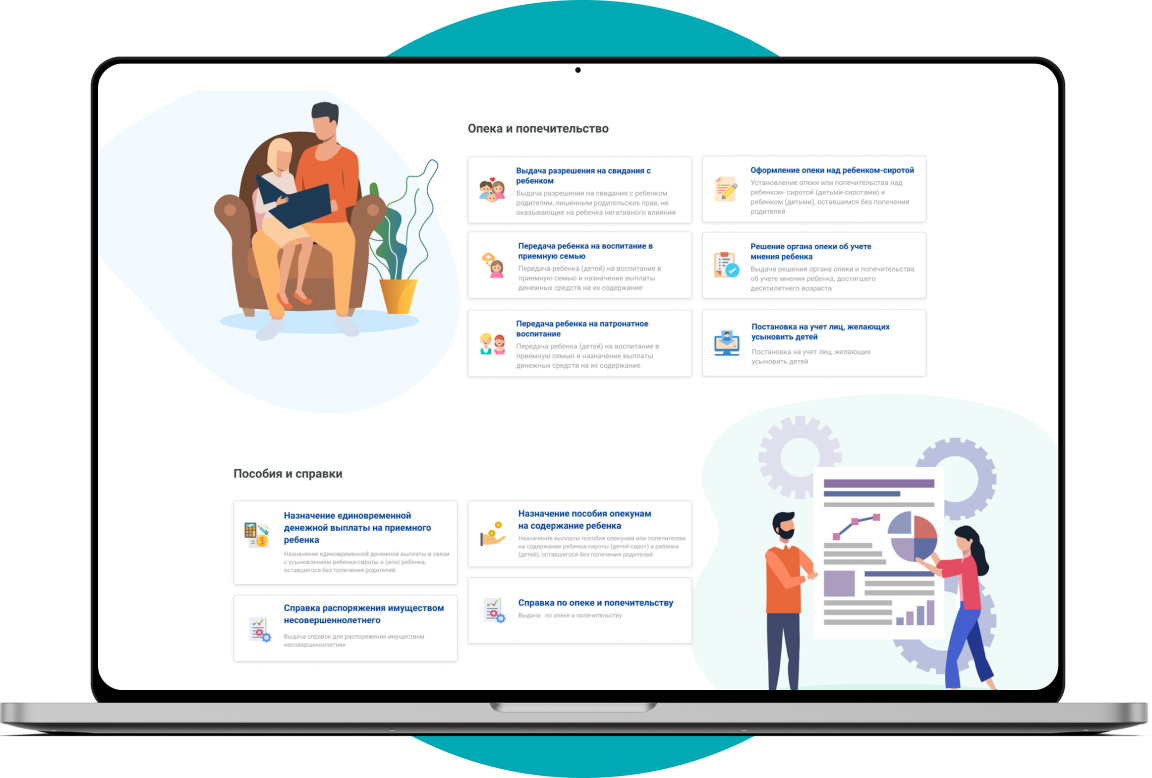 Опека и попечительство
Выдача разрешения на свидания с
ребенком
Выдача разрешения на свидания с ребенком
родителям, лишенным родительских прав, не
оказывающие на ребенка негативного влияния
Оформление опеки над ребенком-сиротой
Установление опеки или попечительства над
ребенком- сиротой (детьми-сиротами) и
ребенком (детьми), оставшимся без попечения
родителей
Передача ребенка на воспитание в
приемную семью
Передача ребенка (детей) на воспитание в
приемную семью и назначение выплаты
денежных средств на их содержание
Решение органа опеки об учете
мнения ребенка
Выдача решения органа опеки и попечительства
об учете мнения ребенка, достигшего
десятилетнего возраста
Передача ребенка на патронатное
воспитание
Передача ребенка (детей) на воспитание в
приемную семью и назначение выплаты
денежных средств на их содержание
Постановка на учет лиц, желающих
усыновить детей
Постановка на учет лиц, желающих
усыновить детей
Пособия и справки
Назначение единовременной
денежной выплаты на приемного
ребенка
Назначение единовременной денежной выплаты в связи
с усыновлением ребенка-сироты и (или) ребенка,
оставшегося без попечения родителей
Назначение пособия опекунам
на содержание ребенка
Назначение выплаты пособия опекунам или попечителям
на содержание ребенка-сироты (детей-сирот) и ребенка
(детей), оставшегося без попечения родителей
Справка распоряжения имуществом
несовершеннолетнего
Выдача справок для распоряжения имуществом
несовершеннолетних
Справка по опеке и попечительству
Выдача по опеке и попечительству